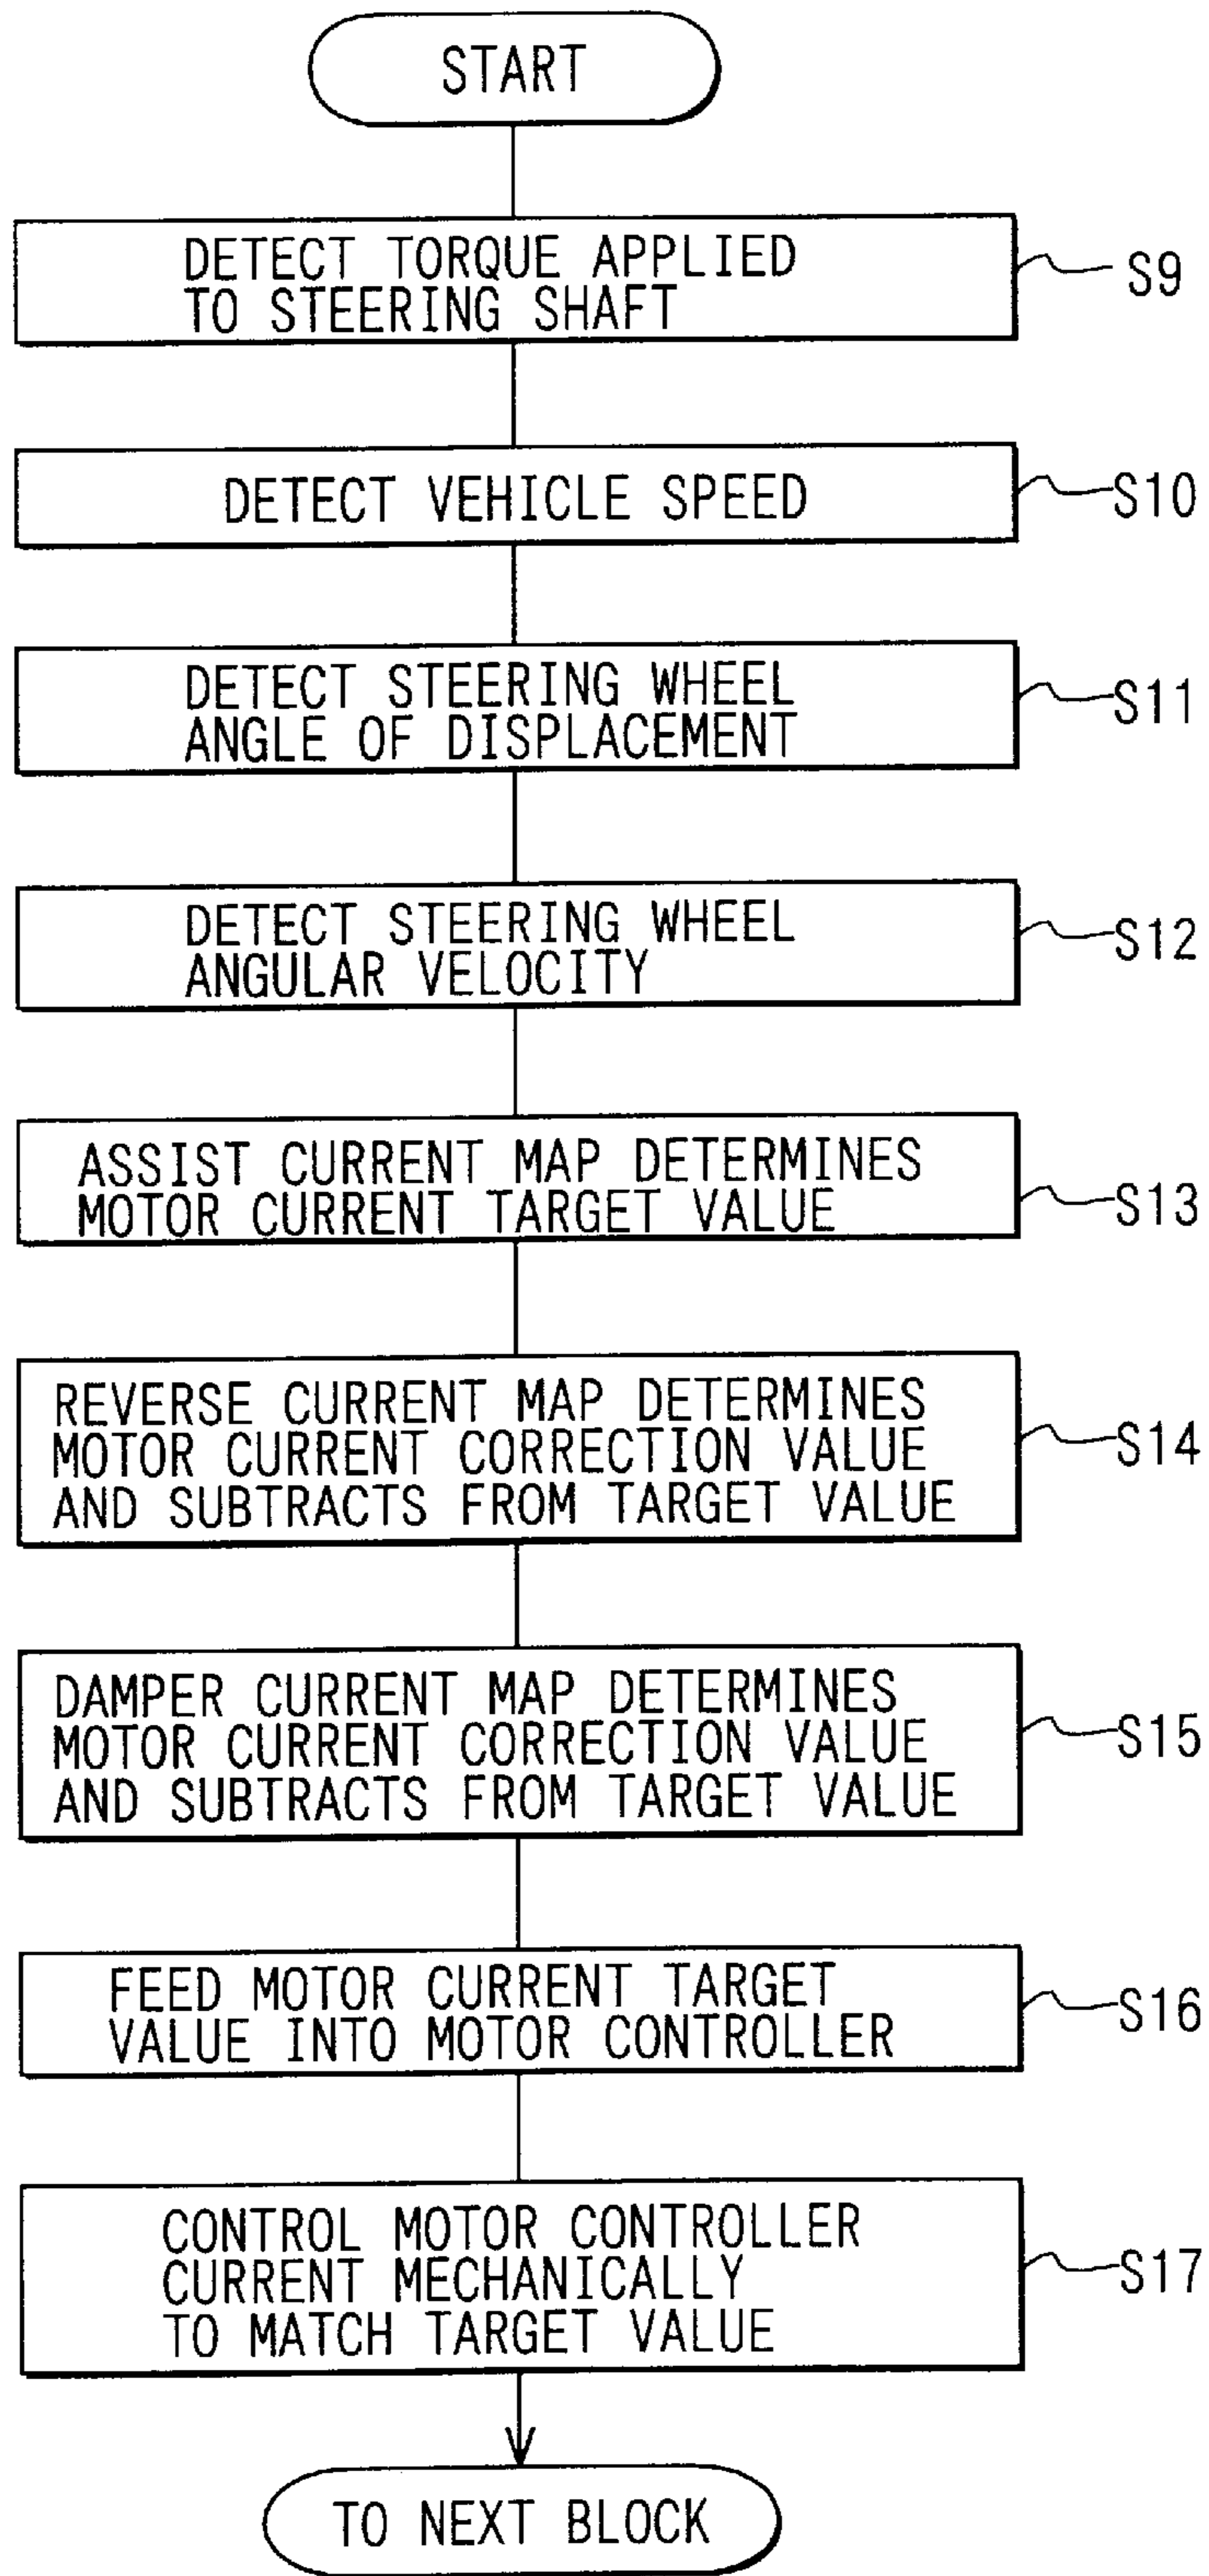 START
DETECT TORQUE APPLIED
TO STEERING SHAFT
S9
DETECT VEHICLE SPEED
S10
DETECT STEERING WHEEL
ANGLE OF DISPLACEMENT
S11
DETECT STEERING WHEEL
ANGULAR VELOCITY
S12
ASSIST CURRENT MAP DETERMINES
MOTOR CURRENT TARGET VALUE
S13
REVERSE CURRENT MAP DETERMINES
MOTOR CURRENT CORRECTION VALUE
AND SUBTRACTS FROM TARGET VALUE
S14
DAMPER CURRENT MAP DETERMINES
MOTOR CURRENT CORRECTION VALUE
AND SUBTRACTS FROM TARGET VALUE
S15
FEED MOTOR CURRENT TARGET
VALUE INTO MOTOR CONTROLLER
S16
CONTROL MOTOR CONTROLLER
CURRENT MECHANICALLY
TO MATCH TARGET VALUE
S17
TO NEXT BLOCK